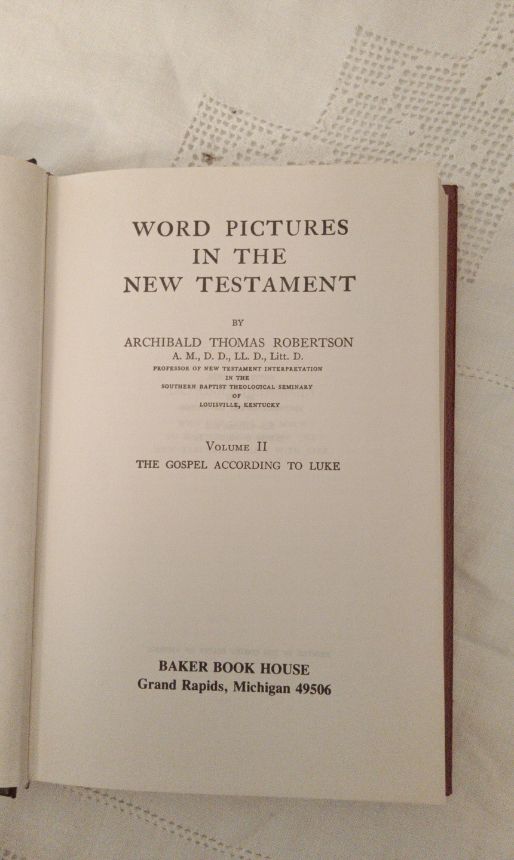 WORD PICTURES
IN THE
NEW TESTAMENT
BY
ARCHIBALD THOMAS ROBERTSON
A. M., D. D., LL. D., Litt. D.
PROFESSOR OF NEW TESTAMENT INTERPRETATION
IN THE
SOUTHERN BAPTIST THEOLOGICAL SEMINARY
OF
LOUISVILLE, KENTUCKY
VOLUME II
THE GOSPEL ACCORDING TO LUKE
BAKER BOOK HOUSE
Grand Rapids, Michigan 49506